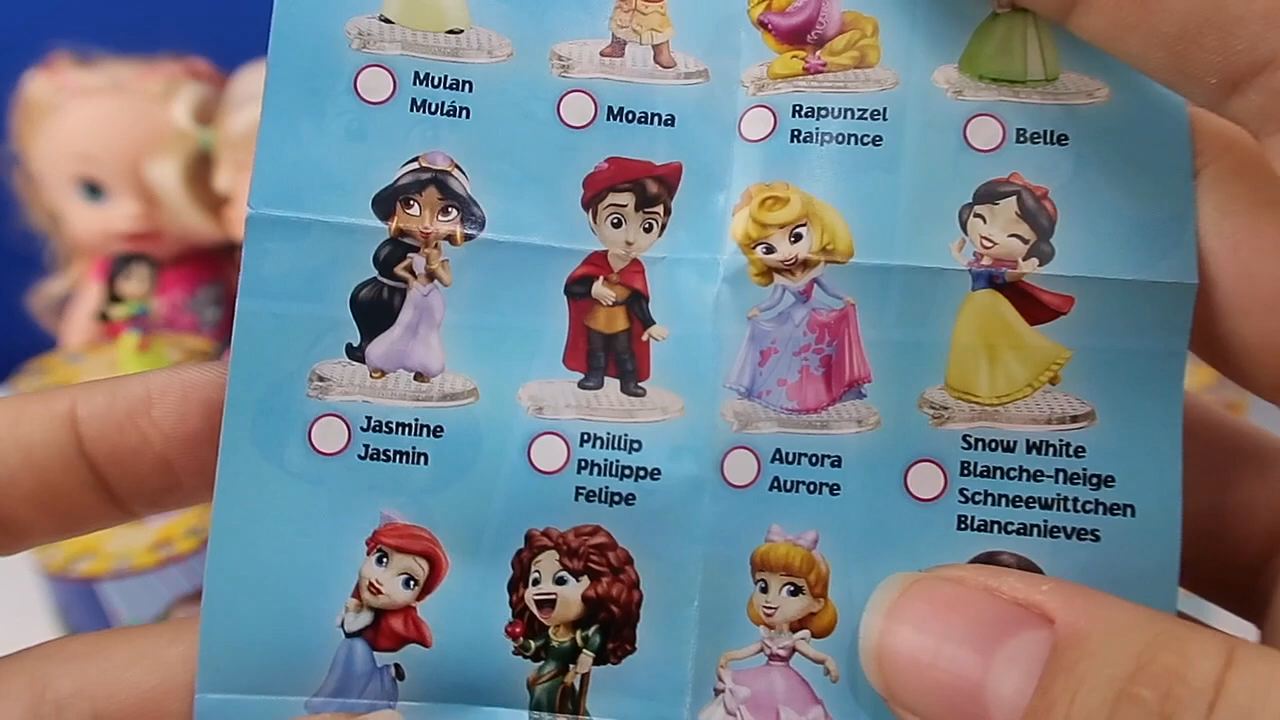 Mulan
Mulán
Moana
Rapunzel
Raiponce
Belle
Jasmine
Jasmin
Phillip
Philippe
Felipe
Aurora
Aurore
Snow White
Blanche-Neige
Schneewittchen
Blancanieves